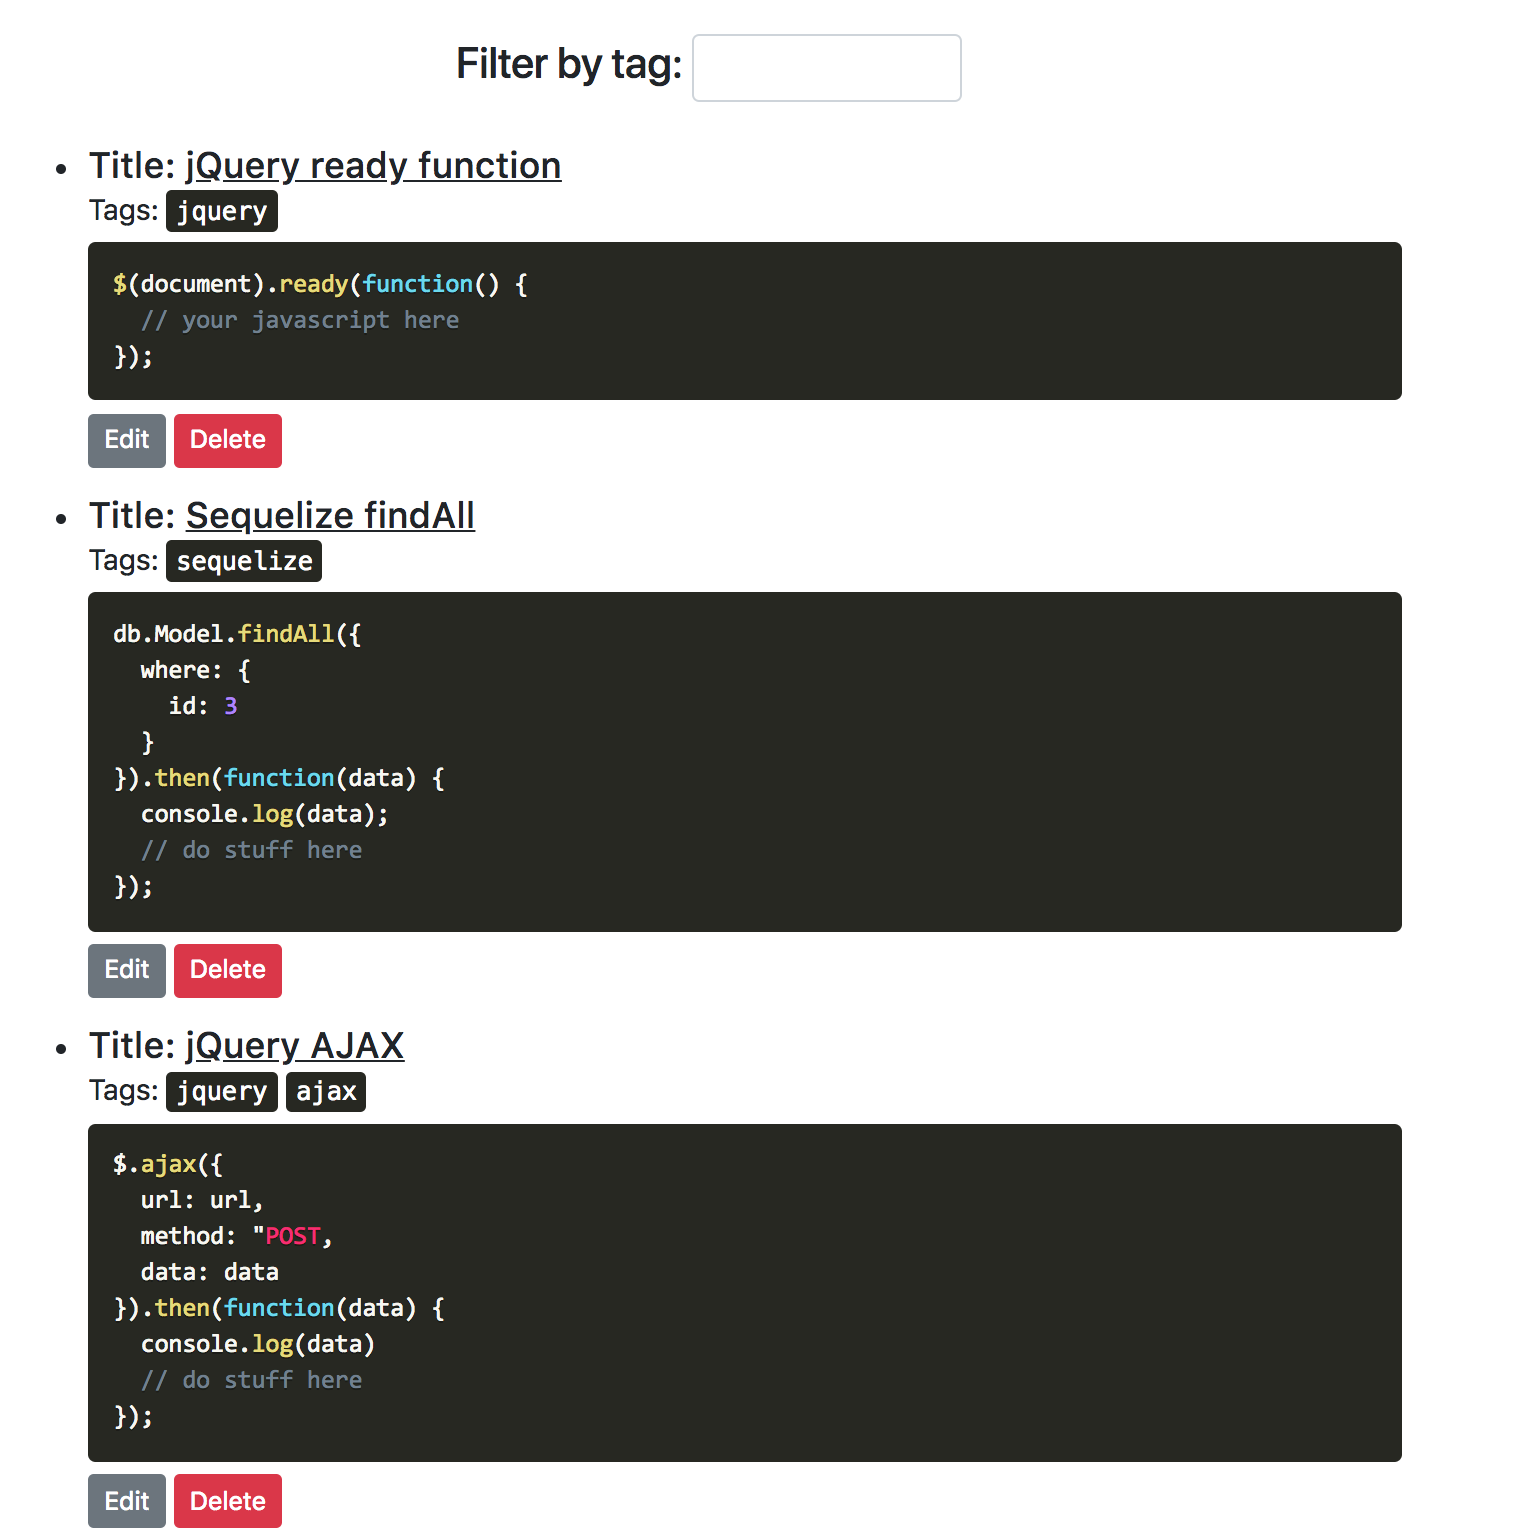 Filter by tag:
Title: jQuery ready function
Tags: jquery
$(document).ready(function() {
  // your javascript here
});
Edit Delete
Title: Sequelize findAll
Tags: sequelize
db.Model.findAll({
  where: {
    id: 3
  }
}).then(function(data) {
  console.log(data);
  // do stuff here
});
Edit Delete
Title: jQuery AJAX
Tags: jquery ajax
$.ajax({
  url: url,
  method: "POST,
  data: data
}).then(function(data) {
  console.log(data)
  // do stuff here
});
Edit Delete